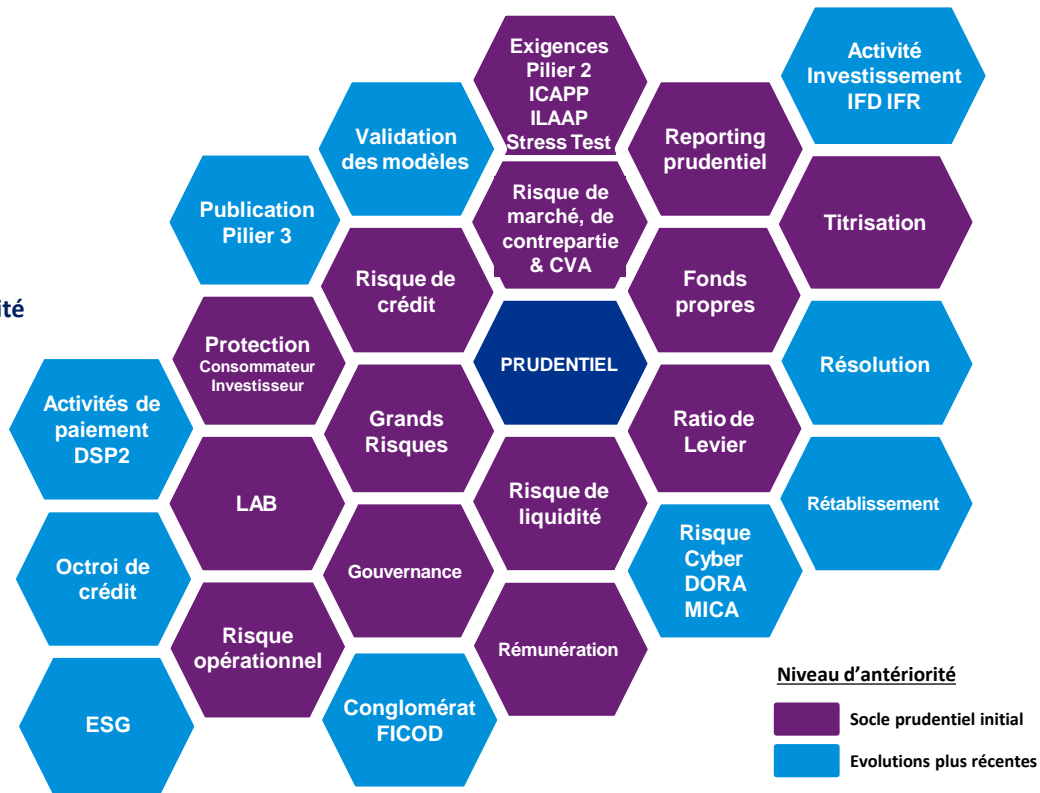 Exigences
Pilier 2
ICAPP
ILAAP
Stress Test
Activité
Investissement
IFD IFR
Validation
des modèles
Reporting
prudentiel
Publication
Pilier 3
Risque de
marché, de
contrepartie
& CVA
Titrisation
Risque de
crédit
Fonds
propres
ité
Protection
Consommateur
Investisseur
PRUDENTIEL
Résolution
Activités de
paiement
DSP2
Grands
Risques
Ratio de
Levier
LAB
Risque de
liquidité
Rétablissement
Octroi de
crédit
Gouvernance
Risque
Cyber
DORA
MICA
Risque
opérationnel
Rémunération
ESG
Conglomérat
FICOD
Niveau d’antériorité
Socle prudentiel initial
Evolutions plus récentes